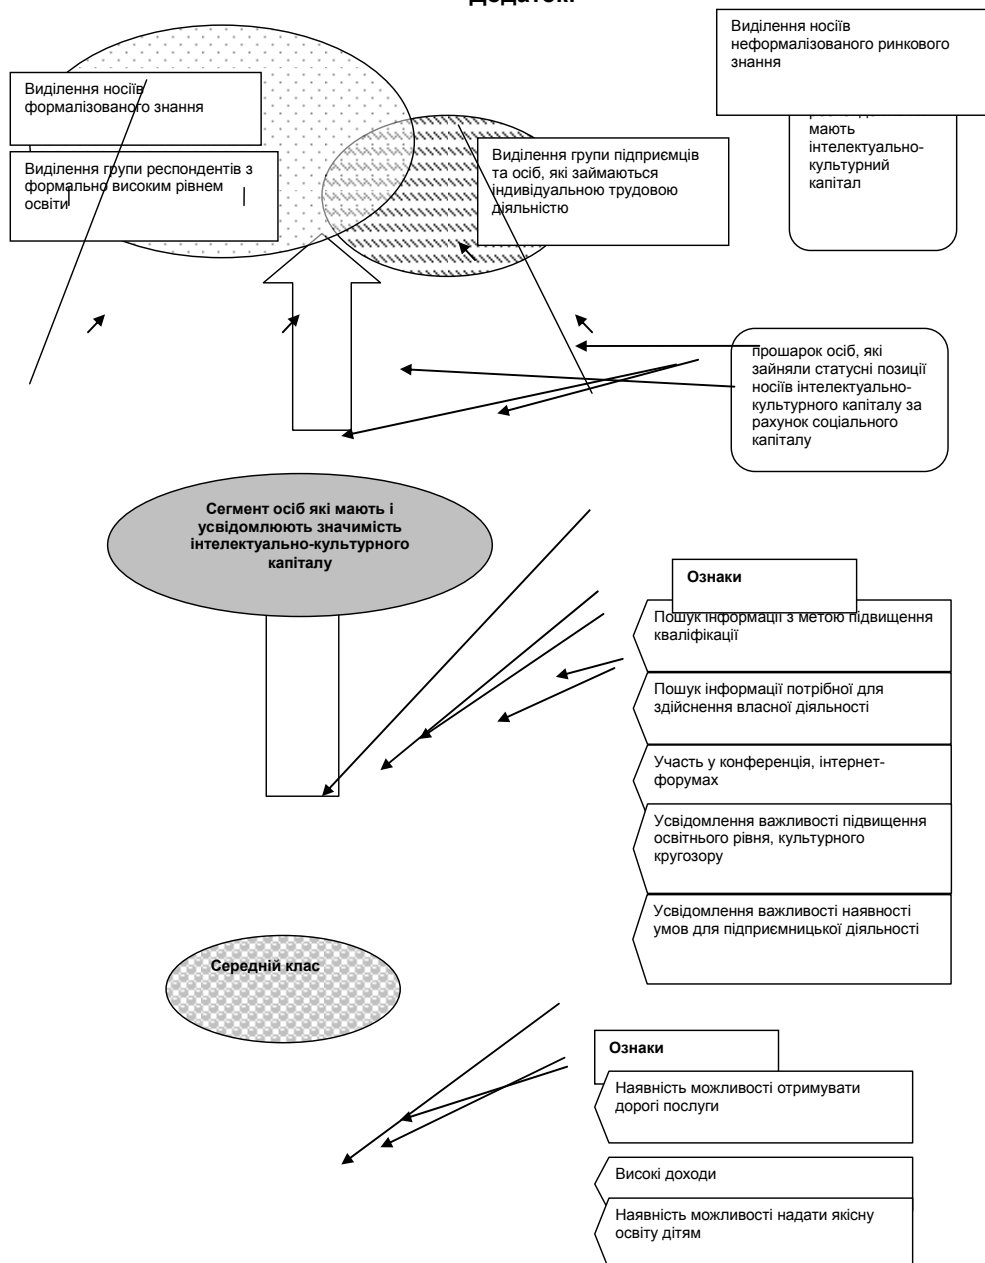 Додаток.
Виділення носіїв
неформалізованого ринкового
знання
Виділення носіїв
формалізованого знання
мають
інтелектуально-
культурний
капітал
Виділення групи респондентів з
формально високим рівнем
освіти
Виділення групи підприємців
та осіб, які займаються
індивідуальною трудовою
діяльністю
прошарок осіб, які
зайняли статусні позиції
носіїв інтелектуально-
культурного капіталу за
рахунок соціального
капіталу
Сегмент осіб які мають і
усвідомлюють значимість
інтелектуально-культурного
капіталу
Ознаки
Пошук інформації з метою підвищення
кваліфікації
Пошук інформації потрібної для
здійснення власної діяльності
Участь у конференція, інтернет-
форумах
Усвідомлення важливості підвищення
освітнього рівня, культурного
кругозору
Усвідомлення важливості наявності
умов для підприємницької діяльності
Середній клас
Ознаки
Наявність можливості отримувати
дорогі послуги
Високі доходи
Наявність можливості надати якісну
освіту дітям